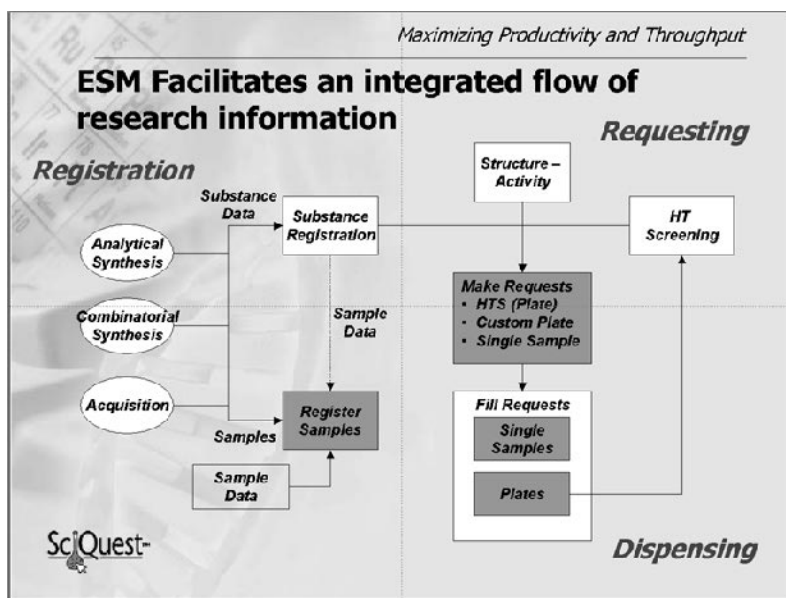 Maximizing Productivity and Throughput
ESM Facilitates an integrated flow of
research information
Requesting
Registration
Structure –
Activity
Substance
Data
Substance
Registration
HT
Screening
Analytical
Synthesis
Make Requests
• HTS (Plate)
• Custom Plate
• Single Sample
Combinatorial
Synthesis
Sample
Data
Acquisition
Register
Samples
Fill Requests
Samples
Single
Samples
Sample
Data
Plates
SciQuest
Dispensing
Ru